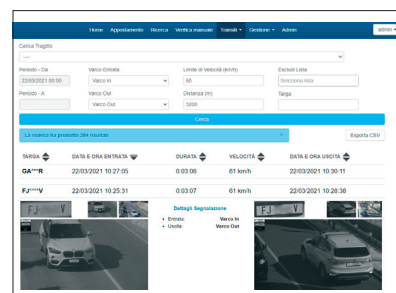 Home Appostamento Ricerca Verifica manuale Transiti Gestione Admin admin
Cerca Tragitto
----
Periodo - Da Varco Entrata Limite di Velocità (km/h) Escludi Lista
22/03/2021 00:00 Varco In 60 Seleziona lista
Periodo - A Varco Out Distanza (m) Targa
Varco Out 3200
Cerca
La ricerca ha prodotto 284 risultati × Esporta CSV
TARGA DATA E ORA ENTRATA DURATA VELOCITÀ DATA E ORA USCITA
GA***R 22/03/2021 10:27:05 0:03:06 61 km/h 22/03/2021 10:30:11
FJ****V 22/03/2021 10:25:31 0:03:07 61 km/h 22/03/2021 10:28:38
FJ V Dettagli Segnalazione FJ V
Entrata: Varco In
Uscita: Varco Out